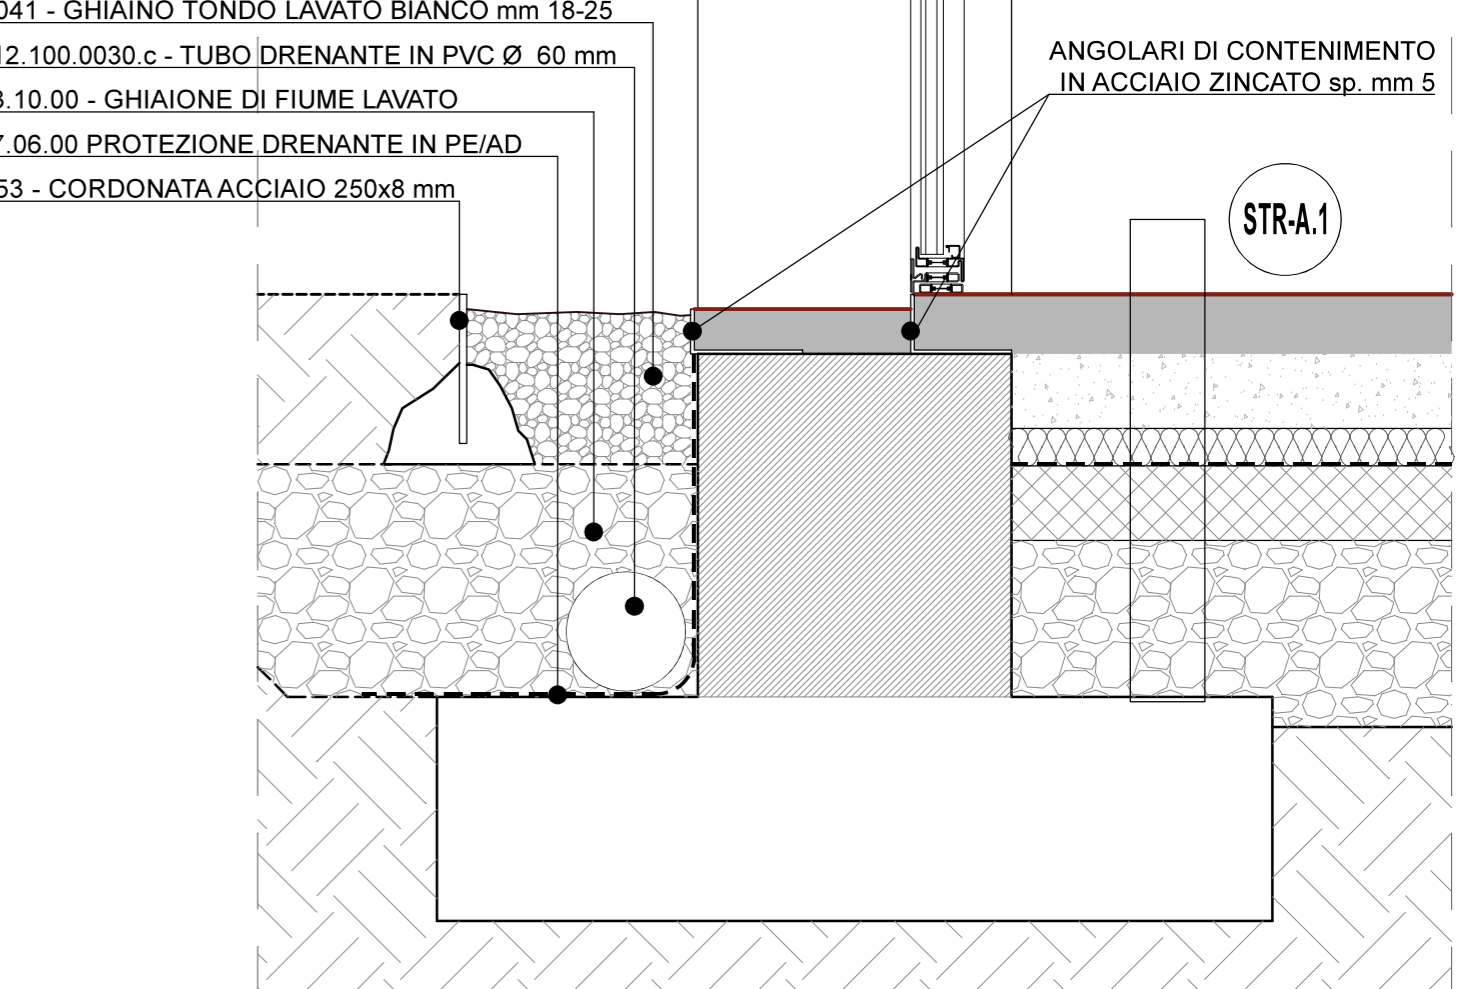 041 - GHIAINO TONDO LAVATO BIANCO mm 18-25
12.100.0030.c - TUBO DRENANTE IN PVC Ø 60 mm
3.10.00 - GHIAIONE DI FIUME LAVATO
7.06.00 PROTEZIONE DRENANTE IN PE/AD
53 - CORDONATA ACCIAIO 250x8 mm
ANGOLARI DI CONTENIMENTO
IN ACCIAIO ZINCATO sp. mm 5
STR-A.1